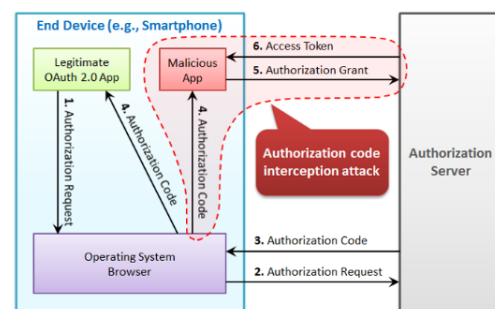 End Device (e.g., Smartphone)
Legitimate
OAuth 2.0 App
Malicious
App
6. Access Token
5. Authorization Grant
1. Authorization Request
4. Authorization Code
4. Authorization Code
Authorization code
interception attack
Authorization
Server
3. Authorization Code
Operating System
Browser
2. Authorization Request